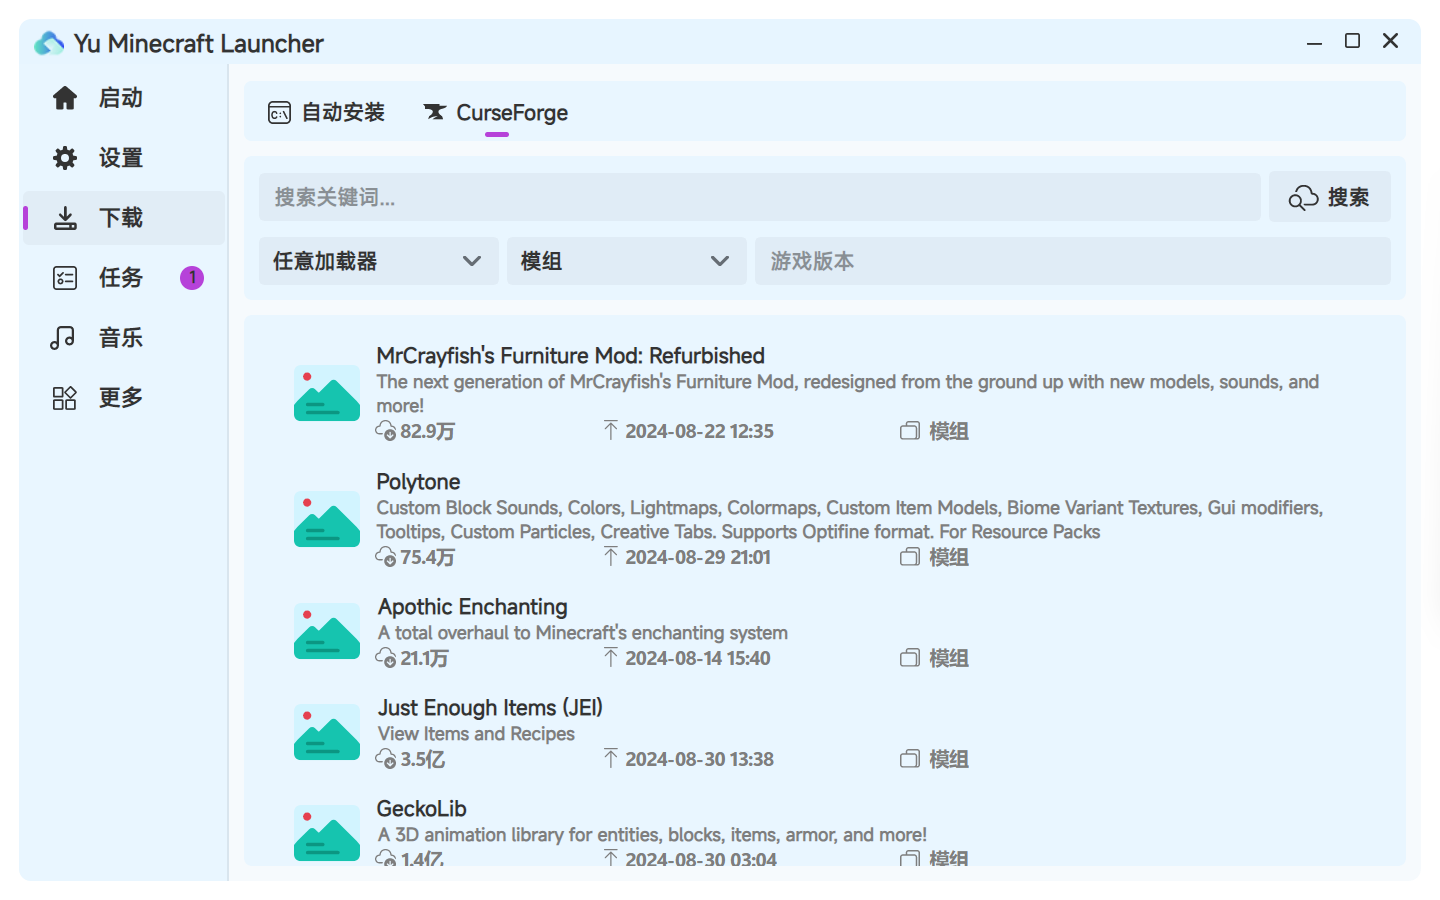 Yu Minecraft Launcher
启动
设置
下载
任务 1
音乐
更多
自动安装 CurseForge
搜索关键词... 搜索
任意加载器 模组 游戏版本
MrCrayfish's Furniture Mod: Refurbished
The next generation of MrCrayfish's Furniture Mod, redesigned from the ground up with new models, sounds, and
more!
82.9万 2024-08-22 12:35 模组
Polytone
Custom Block Sounds, Colors, Lightmaps, Colormaps, Custom Item Models, Biome Variant Textures, Gui modifiers,
Tooltips, Custom Particles, Creative Tabs. Supports Optifine format. For Resource Packs
75.4万 2024-08-29 21:01 模组
Apothic Enchanting
A total overhaul to Minecraft's enchanting system
21.1万 2024-08-14 15:40 模组
Just Enough Items (JEI)
View Items and Recipes
3.5亿 2024-08-30 13:38 模组
GeckoLib
A 3D animation library for entities, blocks, items, armor, and more!
1.4亿 2024-08-30 03:04 模组